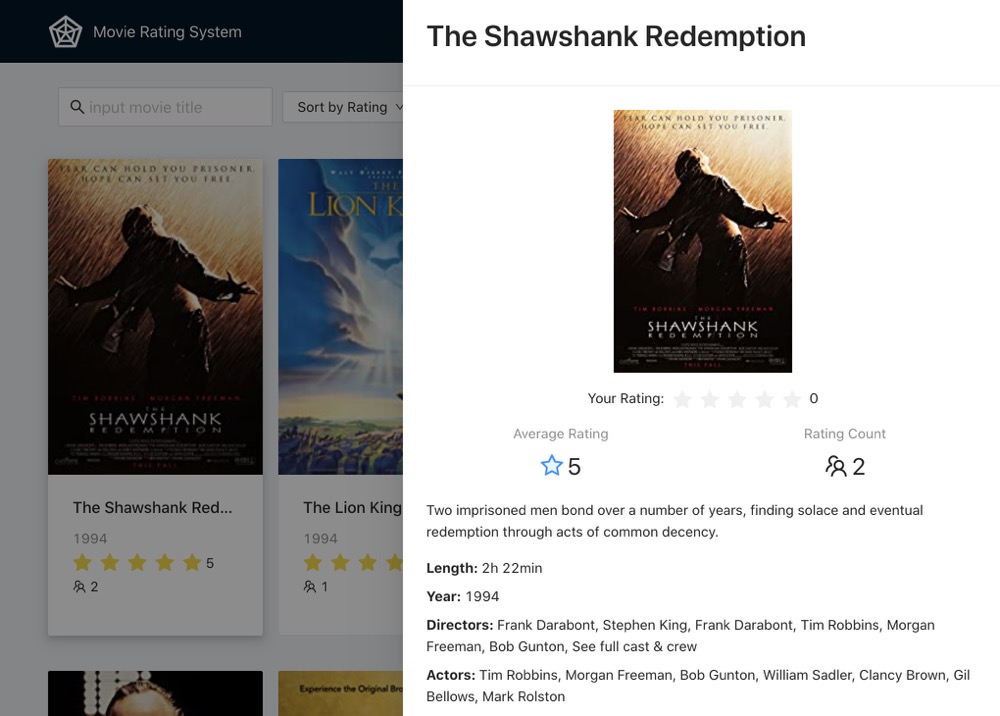 Movie Rating System
input movie title
Sort by Rating
FEAR CAN HOLD YOU PRISONER.
HOPE CAN SET YOU FREE.
TIM ROBBINS MORGAN FREEMAN
THE
SHAWSHANK
REDEMPTION
THIS FALL
The Shawshank Red...
1994
5
2
WALT DISNEY
THE
LION K
The Lion King
1994
1
Experience the Original Bro
The Shawshank Redemption
FEAR CAN HOLD YOU PRISONER.
HOPE CAN SET YOU FREE.
TIM ROBBINS MORGAN FREEMAN
THE
SHAWSHANK
REDEMPTION
THIS FALL
Your Rating: 0
Average Rating
5
Rating Count
2
Two imprisoned men bond over a number of years, finding solace and eventual
redemption through acts of common decency.
Length: 2h 22min
Year: 1994
Directors: Frank Darabont, Stephen King, Frank Darabont, Tim Robbins, Morgan
Freeman, Bob Gunton, See full cast & crew
Actors: Tim Robbins, Morgan Freeman, Bob Gunton, William Sadler, Clancy Brown, Gil
Bellows, Mark Rolston